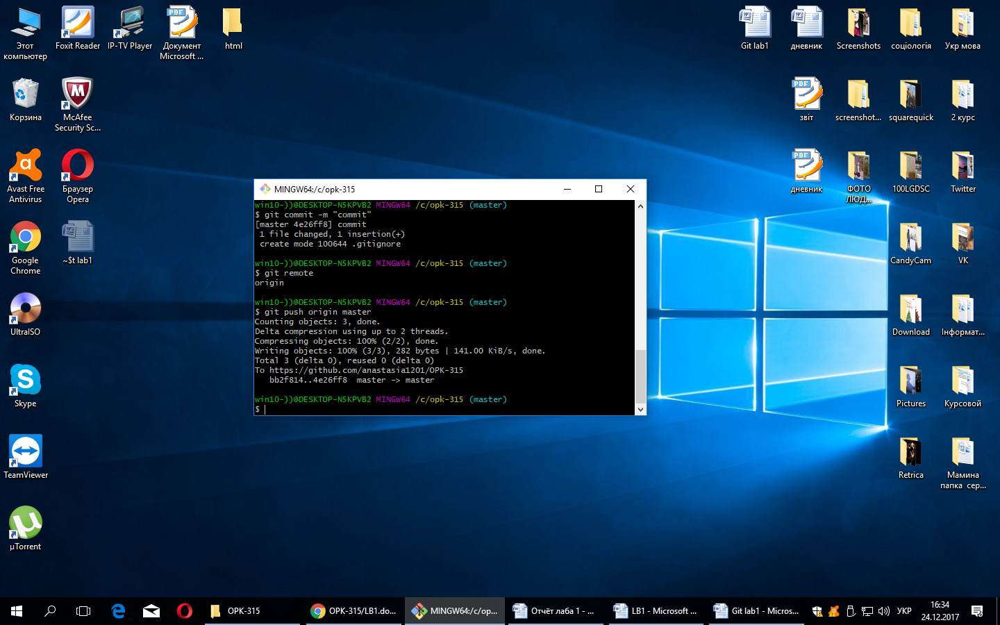 Этот
компьютер
Foxit Reader
IP-TV Player
Документ
Microsoft ...
html
Git lab1
дневник
Screenshots
соціологія
Укр мова
Корзина
McAfee
Security Sc...
PDF
звіт
screenshot...
squarequick
2 курс
Avast Free
Antivirus
Браузер
Opera
PDF
дневник
ФОТО
ЛЮД...
100LGDSC
Twitter
Google
Chrome
~$t lab1
CandyCam
VK
UltraISO
Download
Інформат...
Skype
Pictures
Курсовой
TeamViewer
Retrica
Мамина
папка сер...
µTorrent
MINGW64:/c/opk-315
win10-))@DESKTOP-N5KPVB2 MINGW64 /c/opk-315 (master)
$ git commit -m "commit"
[master 4e26ff8] commit
 1 file changed, 1 insertion(+)
 create mode 100644 .gitignore
win10-))@DESKTOP-N5KPVB2 MINGW64 /c/opk-315 (master)
$ git remote
origin
win10-))@DESKTOP-N5KPVB2 MINGW64 /c/opk-315 (master)
$ git push origin master
Counting objects: 3, done.
Delta compression using up to 2 threads.
Compressing objects: 100% (2/2), done.
Writing objects: 100% (3/3), 282 bytes | 141.00 KiB/s, done.
Total 3 (delta 0), reused 0 (delta 0)
To https://github.com/anastasia1201/OPK-315
   bb2f814..4e26ff8  master -> master
win10-))@DESKTOP-N5KPVB2 MINGW64 /c/opk-315 (master)
$
OPK-315
OPK-315/LB1.do...
MINGW64:/c/op...
Отчёт лаба 1 - ...
LB1 - Microsoft ...
Git lab1 - Micros...
УКР
16:34
24.12.2017